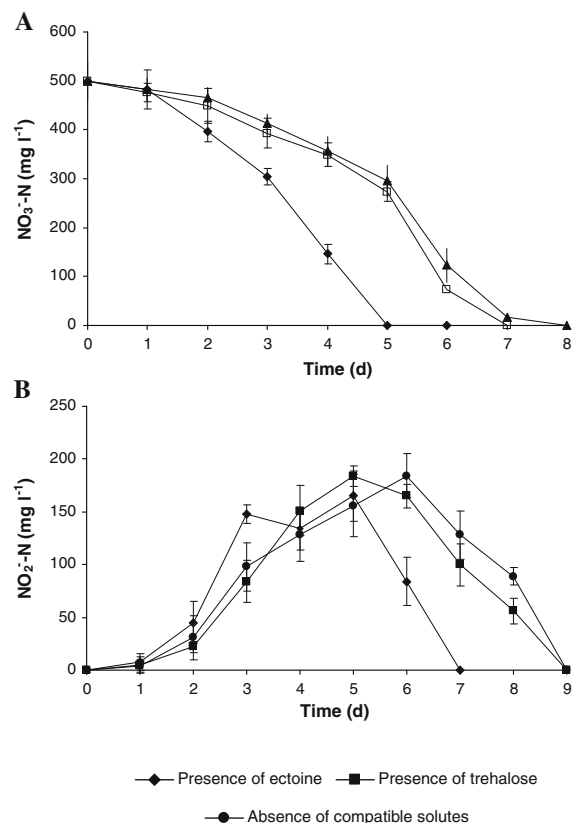 A
600
500
400
300
200
100
0
NO₃⁻-N (mg l⁻¹)
0 1 2 3 4 5 6 7 8
Time (d)
B
250
200
150
100
50
0
NO₂⁻-N (mg l⁻¹)
0 1 2 3 4 5 6 7 8 9
Time (d)
Presence of ectoine Presence of trehalose
Absence of compatible solutes